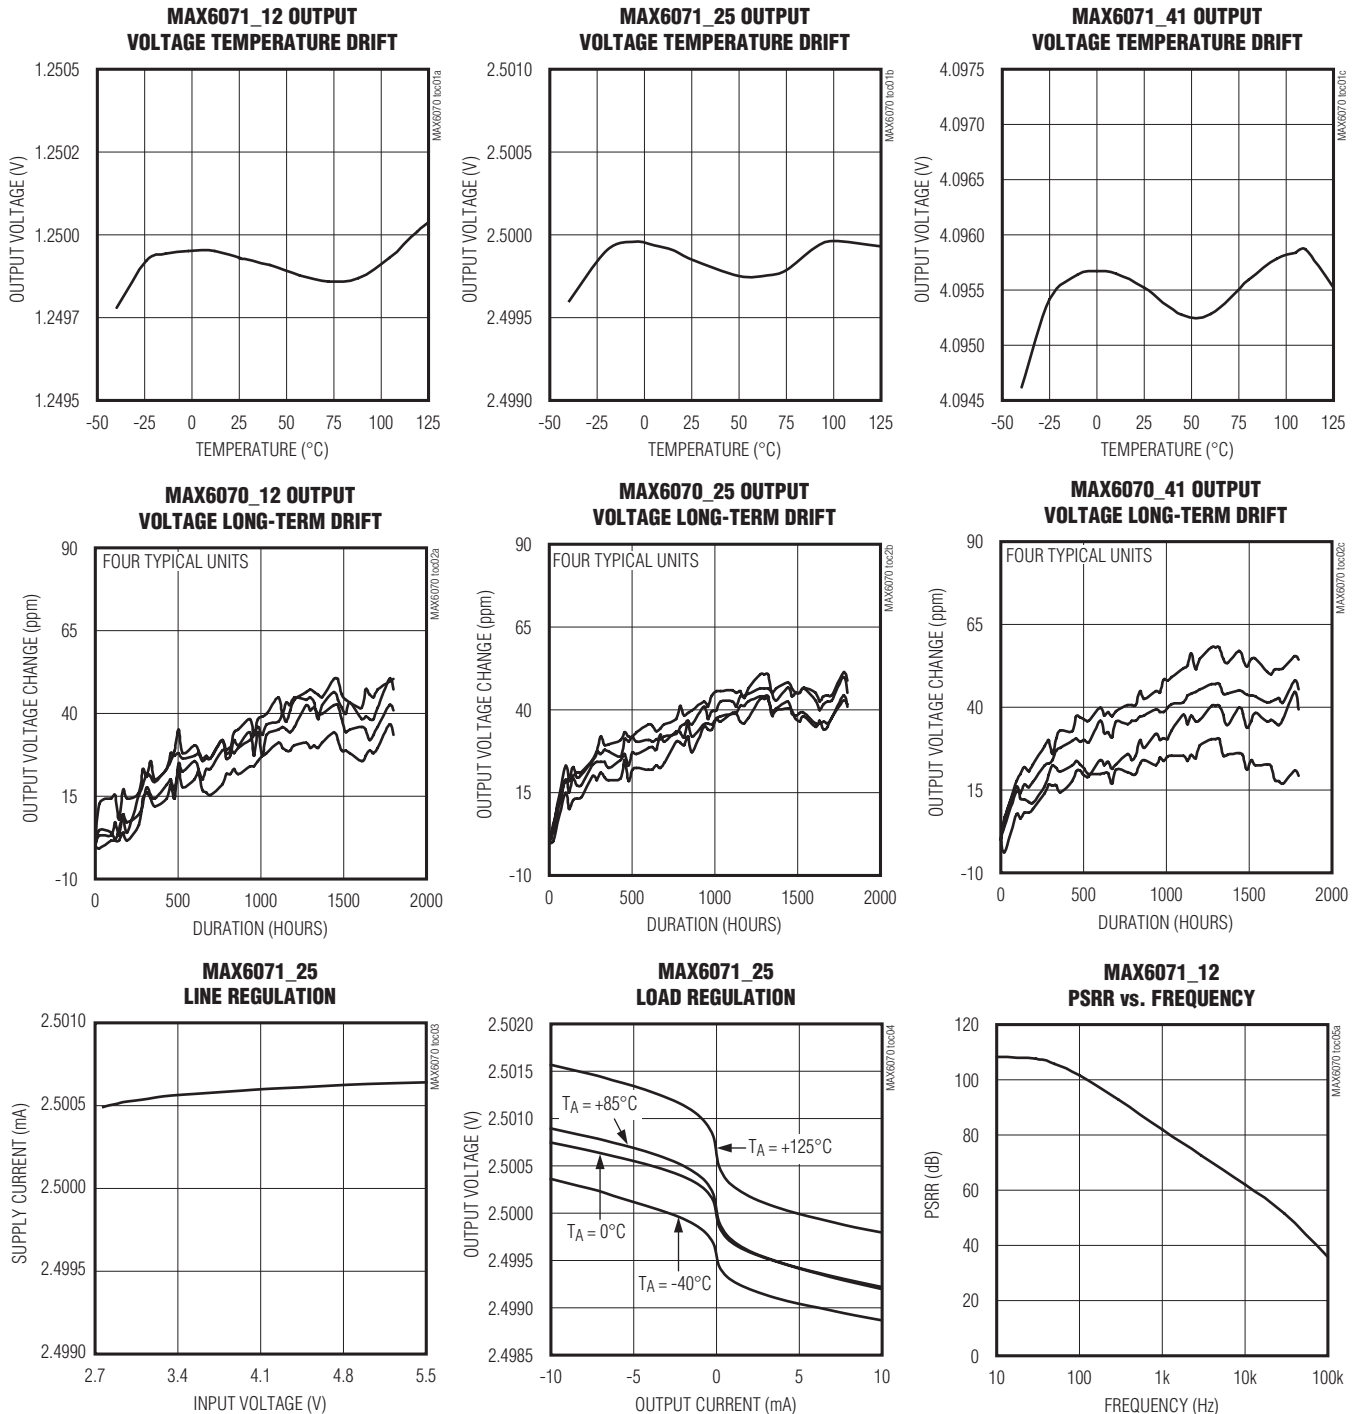 MAX6071_12 OUTPUT
VOLTAGE TEMPERATURE DRIFT
1.2505
1.2502
1.2500
1.2497
1.2495
OUTPUT VOLTAGE (V)
-50 -25 0 25 50 75 100 125
TEMPERATURE (°C)
MAX6070 toc01a
MAX6071_25 OUTPUT
VOLTAGE TEMPERATURE DRIFT
2.5010
2.5005
2.5000
2.4995
2.4990
OUTPUT VOLTAGE (V)
-50 -25 0 25 50 75 100 125
TEMPERATURE (°C)
MAX6070 toc01b
MAX6071_41 OUTPUT
VOLTAGE TEMPERATURE DRIFT
4.0975
4.0970
4.0965
4.0960
4.0955
4.0950
4.0945
OUTPUT VOLTAGE (V)
-50 -25 0 25 50 75 100 125
TEMPERATURE (°C)
MAX6070 toc01c
MAX6070_12 OUTPUT
VOLTAGE LONG-TERM DRIFT
FOUR TYPICAL UNITS
90
65
40
15
-10
OUTPUT VOLTAGE CHANGE (ppm)
0 500 1000 1500 2000
DURATION (HOURS)
MAX6070 toc02a
MAX6070_25 OUTPUT
VOLTAGE LONG-TERM DRIFT
FOUR TYPICAL UNITS
90
65
40
15
-10
OUTPUT VOLTAGE CHANGE (ppm)
0 500 1000 1500 2000
DURATION (HOURS)
MAX6070 toc2b
MAX6070_41 OUTPUT
VOLTAGE LONG-TERM DRIFT
FOUR TYPICAL UNITS
90
65
40
15
-10
OUTPUT VOLTAGE CHANGE (ppm)
0 500 1000 1500 2000
DURATION (HOURS)
MAX6070 toc02c
MAX6071_25
LINE REGULATION
2.5010
2.5005
2.5000
2.4995
2.4990
SUPPLY CURRENT (mA)
2.7 3.4 4.1 4.8 5.5
INPUT VOLTAGE (V)
MAX6070 toc03
MAX6071_25
LOAD REGULATION
2.5020
2.5015
2.5010
2.5005
2.5000
2.4995
2.4990
2.4985
OUTPUT VOLTAGE (V)
TA = +85°C
TA = +125°C
TA = 0°C
TA = -40°C
-10 -5 0 5 10
OUTPUT CURRENT (mA)
MAX6070 toc04
MAX6071_12
PSRR vs. FREQUENCY
120
100
80
60
40
20
0
PSRR (dB)
10 100 1k 10k 100k
FREQUENCY (Hz)
MAX6070 toc05a